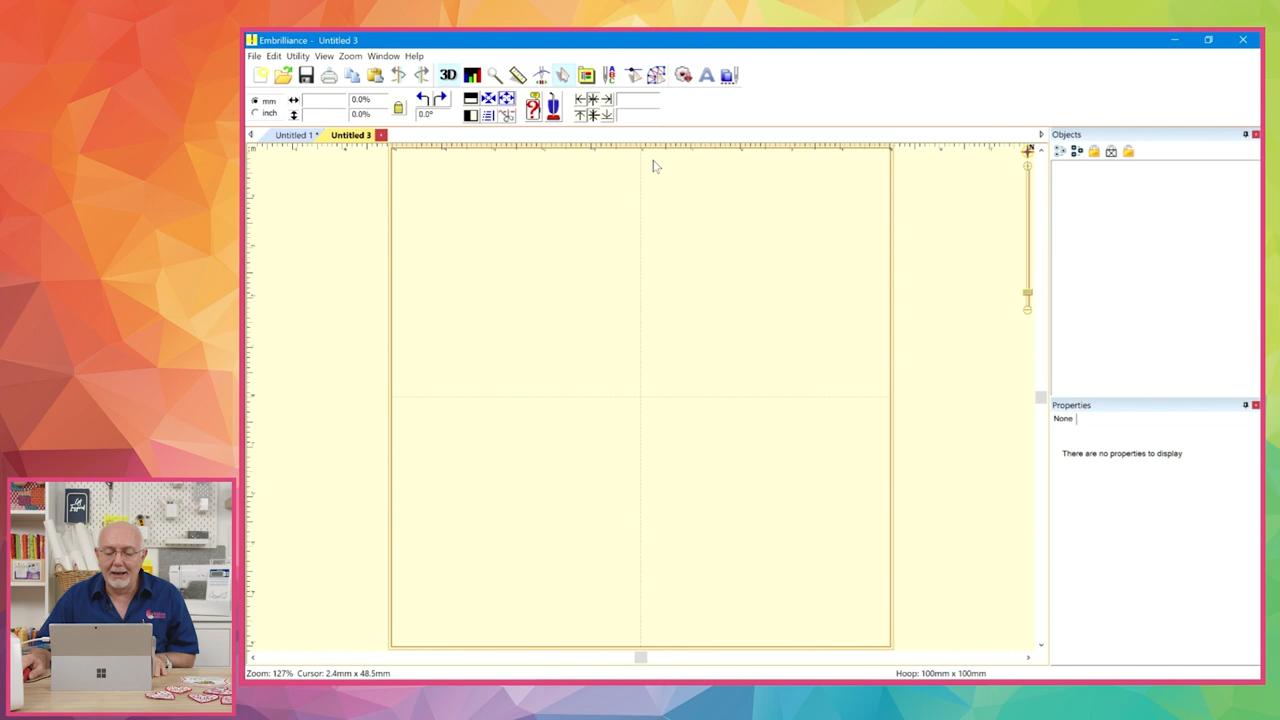 Embrilliance - Untitled 3
File Edit Utility View Zoom Window Help
3D
mm 0.0%
inch 0.0% 0.0°
Untitled 1 * Untitled 3
Objects
Properties
None
There are no properties to display
Zoom: 127% Cursor: 2.4mm x 48.5mm Hoop: 100mm x 100mm